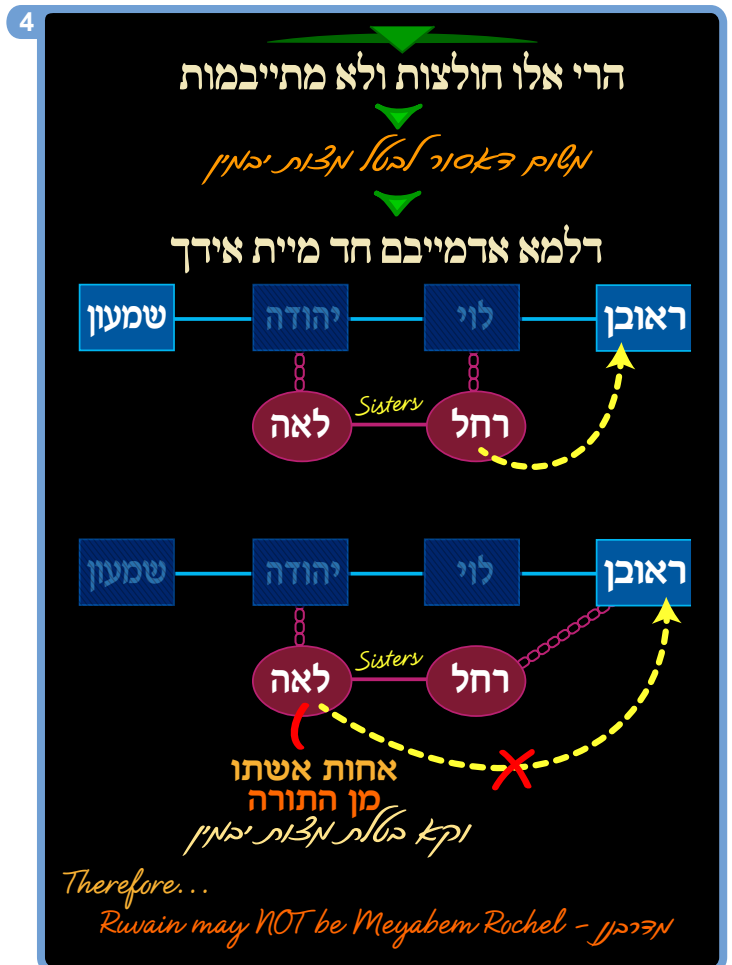 4
הרי אלו חולצות ולא מתייבמות
משום דאסור לבטל מצות יבמין
דלמא אדמייבם חד מיית אידך
שמעון יהודה לוי ראובן
Sisters
לאה רחל
שמעון יהודה לוי ראובן
Sisters
לאה רחל
אחות אשתו
מן התורה
וקא בטלת מצות יבמין
Therefore...
Ruvain may NOT be Meyabem Rochel - מדרבנן